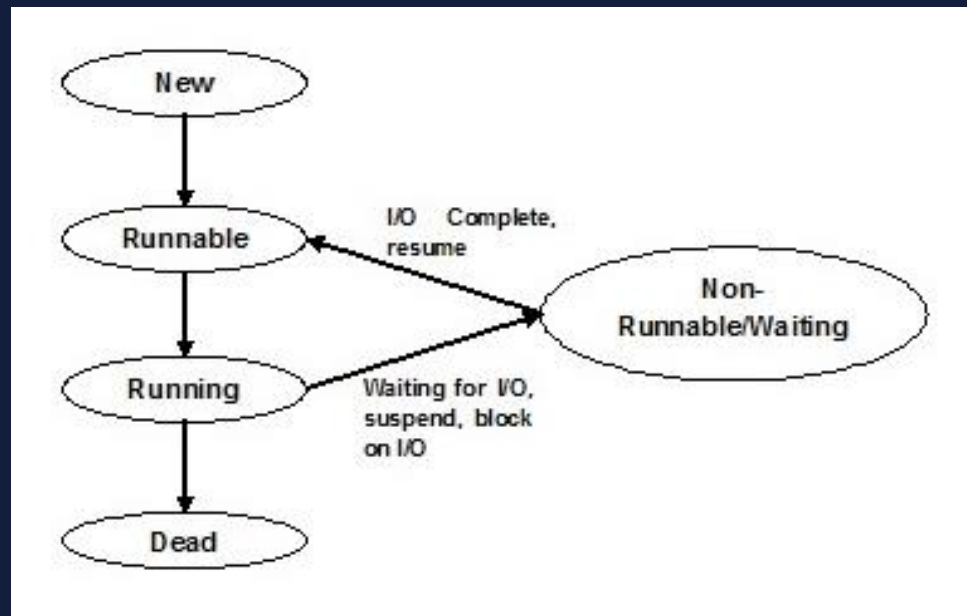 New
Runnable
I/O Complete,
resume
Non-
Runnable/Waiting
Running
Waiting for I/O,
suspend, block
on I/O
Dead